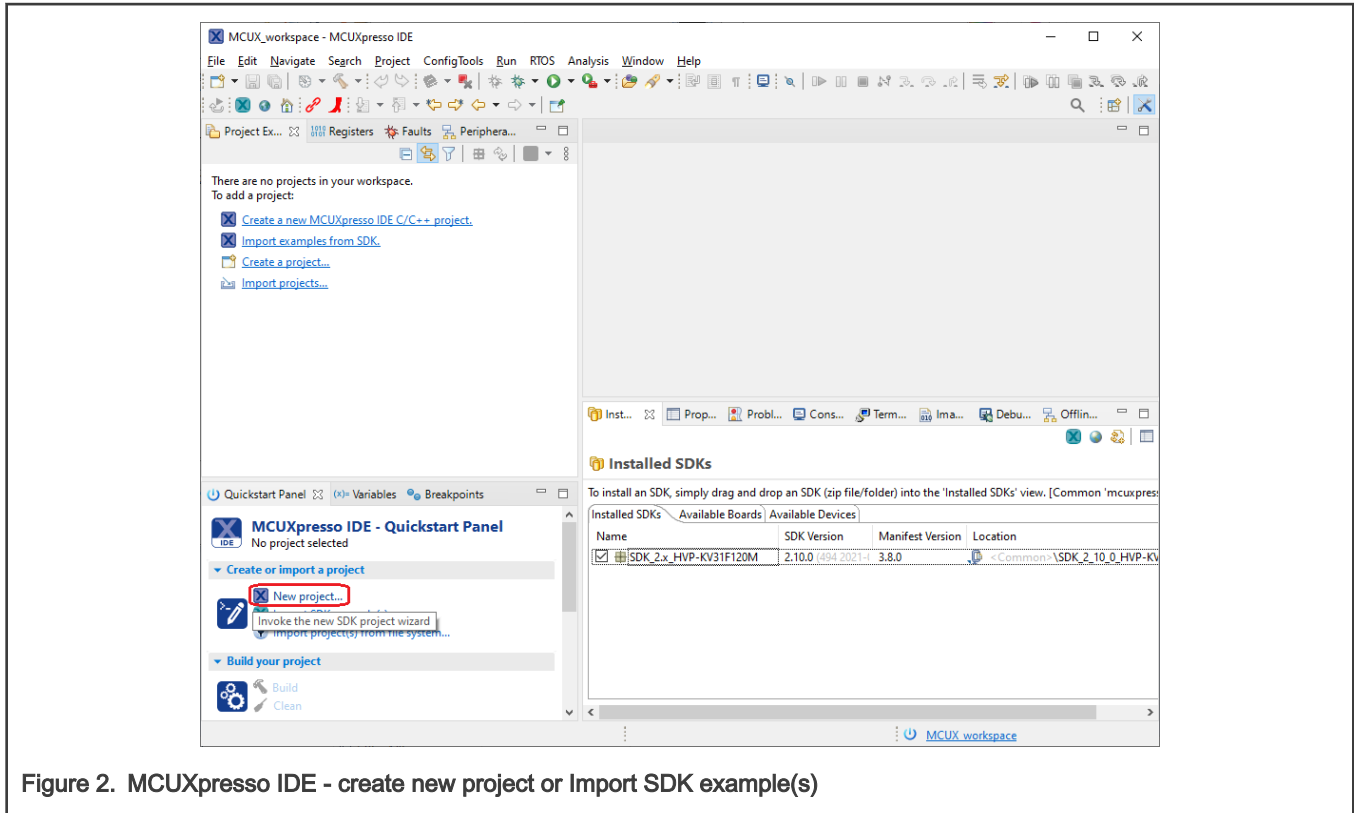 MCUX_workspace - MCUXpresso IDE
File Edit Navigate Search Project ConfigTools Run RTOS Analysis Window Help
Project Ex... Registers Faults Periphera...
There are no projects in your workspace.
To add a project:
Create a new MCUXpresso IDE C/C++ project.
Import examples from SDK.
Create a project...
Import projects...
Inst... Prop... Probl... Cons... Term... Ima... Debu... Offlin...
Installed SDKs
To install an SDK, simply drag and drop an SDK (zip file/folder) into the 'Installed SDKs' view. [Common 'mcuxpres
Installed SDKs Available Boards Available Devices
Name SDK Version Manifest Version Location
SDK_2.x_HVP-KV31F120M 2.10.0 (494 2021- 3.8.0 <Common>\SDK_2_10_0_HVP-KV
Quickstart Panel (x)= Variables Breakpoints
IDE
MCUXpresso IDE - Quickstart Panel
No project selected
Create or import a project
New project...
Invoke the new SDK project wizard
Import project(s) from file system...
Build your project
Build
Clean
MCUX_workspace
Figure 2. MCUXpresso IDE - create new project or Import SDK example(s)